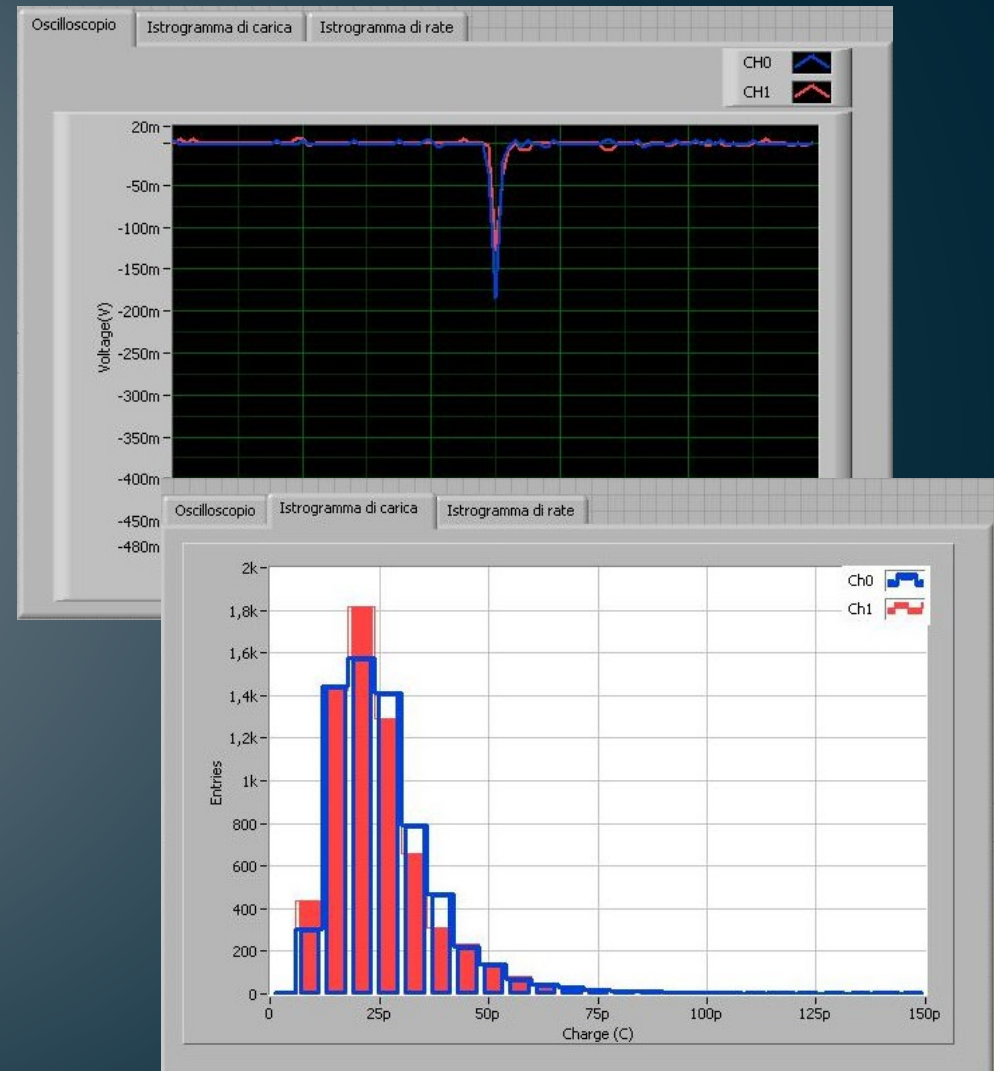 Oscilloscopio Istrogramma di carica Istrogramma di rate
CH0
CH1
20m
-50m
-100m
-150m
-200m
-250m
-300m
-350m
-400m
-450m
-480m
Voltage(V)
Oscilloscopio Istrogramma di carica Istrogramma di rate
Ch0
Ch1
2k
1,8k
1,6k
1,4k
1,2k
1k
800
600
400
200
0
Entries
0 25p 50p 75p 100p 125p 150p
Charge (C)